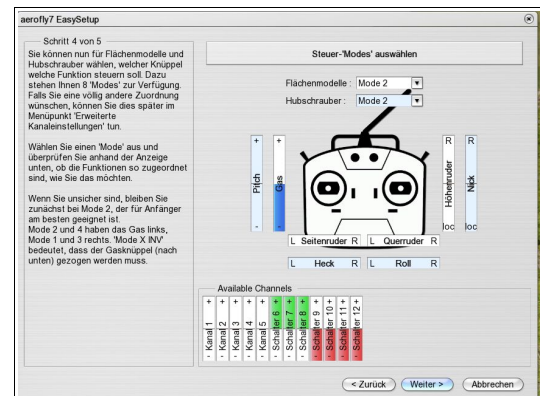 aerofly7 EasySetup
Schritt 4 von 5
Sie können nun für Flächenmodelle und
Hubschrauber wählen, welcher Knüppel
welche Funktion steuern soll. Dazu
stehen Ihnen 8 'Modes' zur Verfügung.
Falls Sie eine völlig andere Zuordnung
wünschen, können Sie dies später im
Menüpunkt 'Erweiterte
Kanaleinstellungen' tun.
Wählen Sie einen 'Mode' aus und
überprüfen Sie anhand der Anzeige
unten, ob die Funktionen so zugeordnet
sind, wie Sie das möchten.
Wenn Sie unsicher sind, bleiben Sie
zunächst bei Mode 2, der für Anfänger
am besten geeignet ist.
Mode 2 und 4 haben das Gas links,
Mode 1 und 3 rechts. 'Mode X INV'
bedeutet, dass der Gasknüppel (nach
unten) gezogen werden muss.
Steuer-'Modes' auswählen
Flächenmodelle : Mode 2
Hubschrauber : Mode 2
- Pitch +
- Gas +
loc Höhenruder R
loc Nick R
L Seitenruder R
L Querruder R
L Heck R
L Roll R
Available Channels
- Kanal 1 +
- Kanal 2 +
- Kanal 3 +
- Kanal 4 +
- Kanal 5 +
- Schalter 6 +
- Schalter 7 +
- Schalter 8 +
- Schalter 9 +
- Schalter 10 +
- Schalter 11 +
- Schalter 12 +
< Zurück
Weiter >
Abbrechen